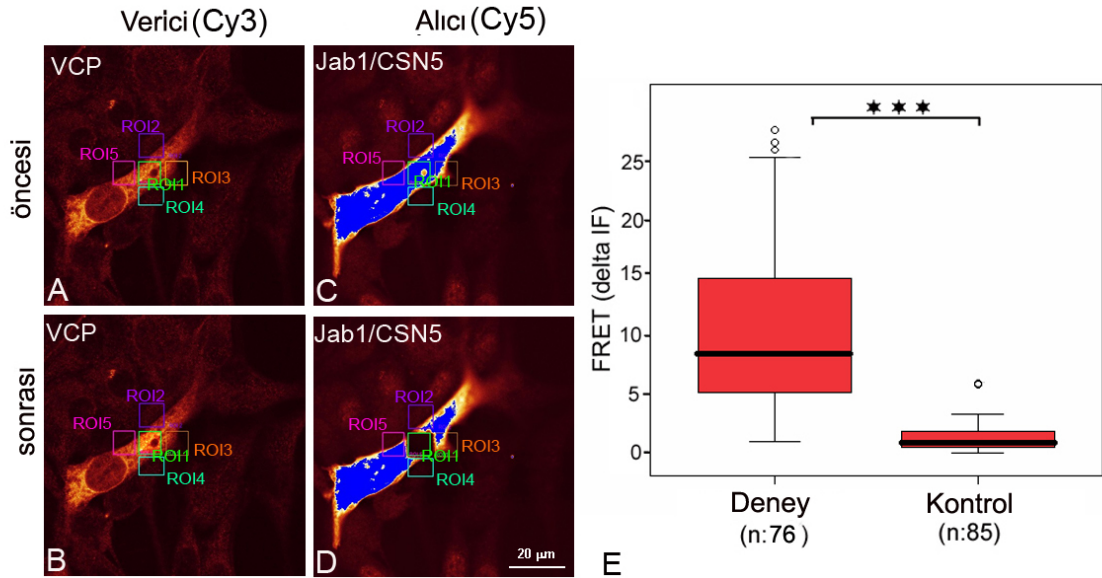 Verici (Cy3)
Alıcı (Cy5)
öncesi
VCP
ROI2
ROI5
ROI3
ROI1
ROI4
A
Jab1/CSN5
ROI2
ROI5
ROI3
ROI1
ROI4
C
sonrası
VCP
ROI2
ROI5
ROI3
ROI1
ROI4
B
Jab1/CSN5
ROI2
ROI5
ROI3
ROI1
ROI4
D
20 µm
FRET (delta IF)
25
20
15
10
5
0
Deney
(n:76 )
Kontrol
(n:85)
E